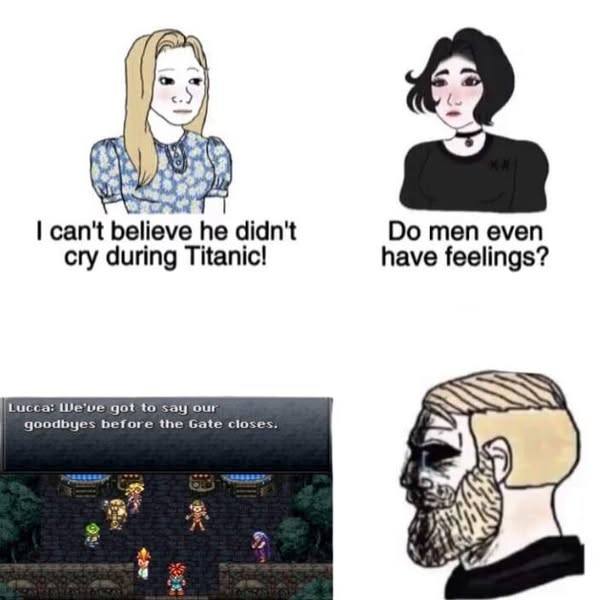 I can't believe he didn't
cry during Titanic!
Do men even
have feelings?
Lucca: We've got to say our
goodbyes before the Gate closes.